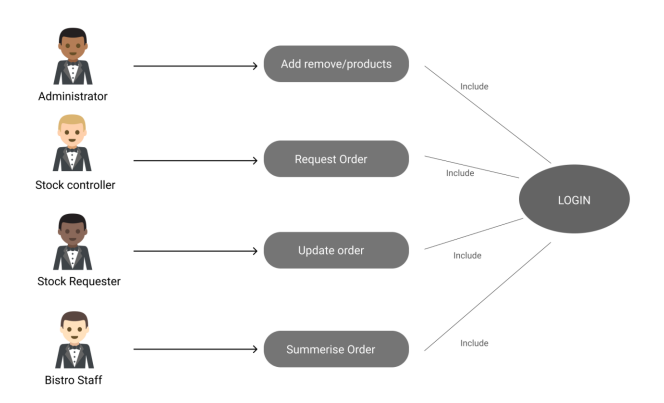 Administrator
Add remove/products
Include
Stock controller
Request Order
Include
LOGIN
Stock Requester
Update order
Include
Bistro Staff
Summerise Order
Include